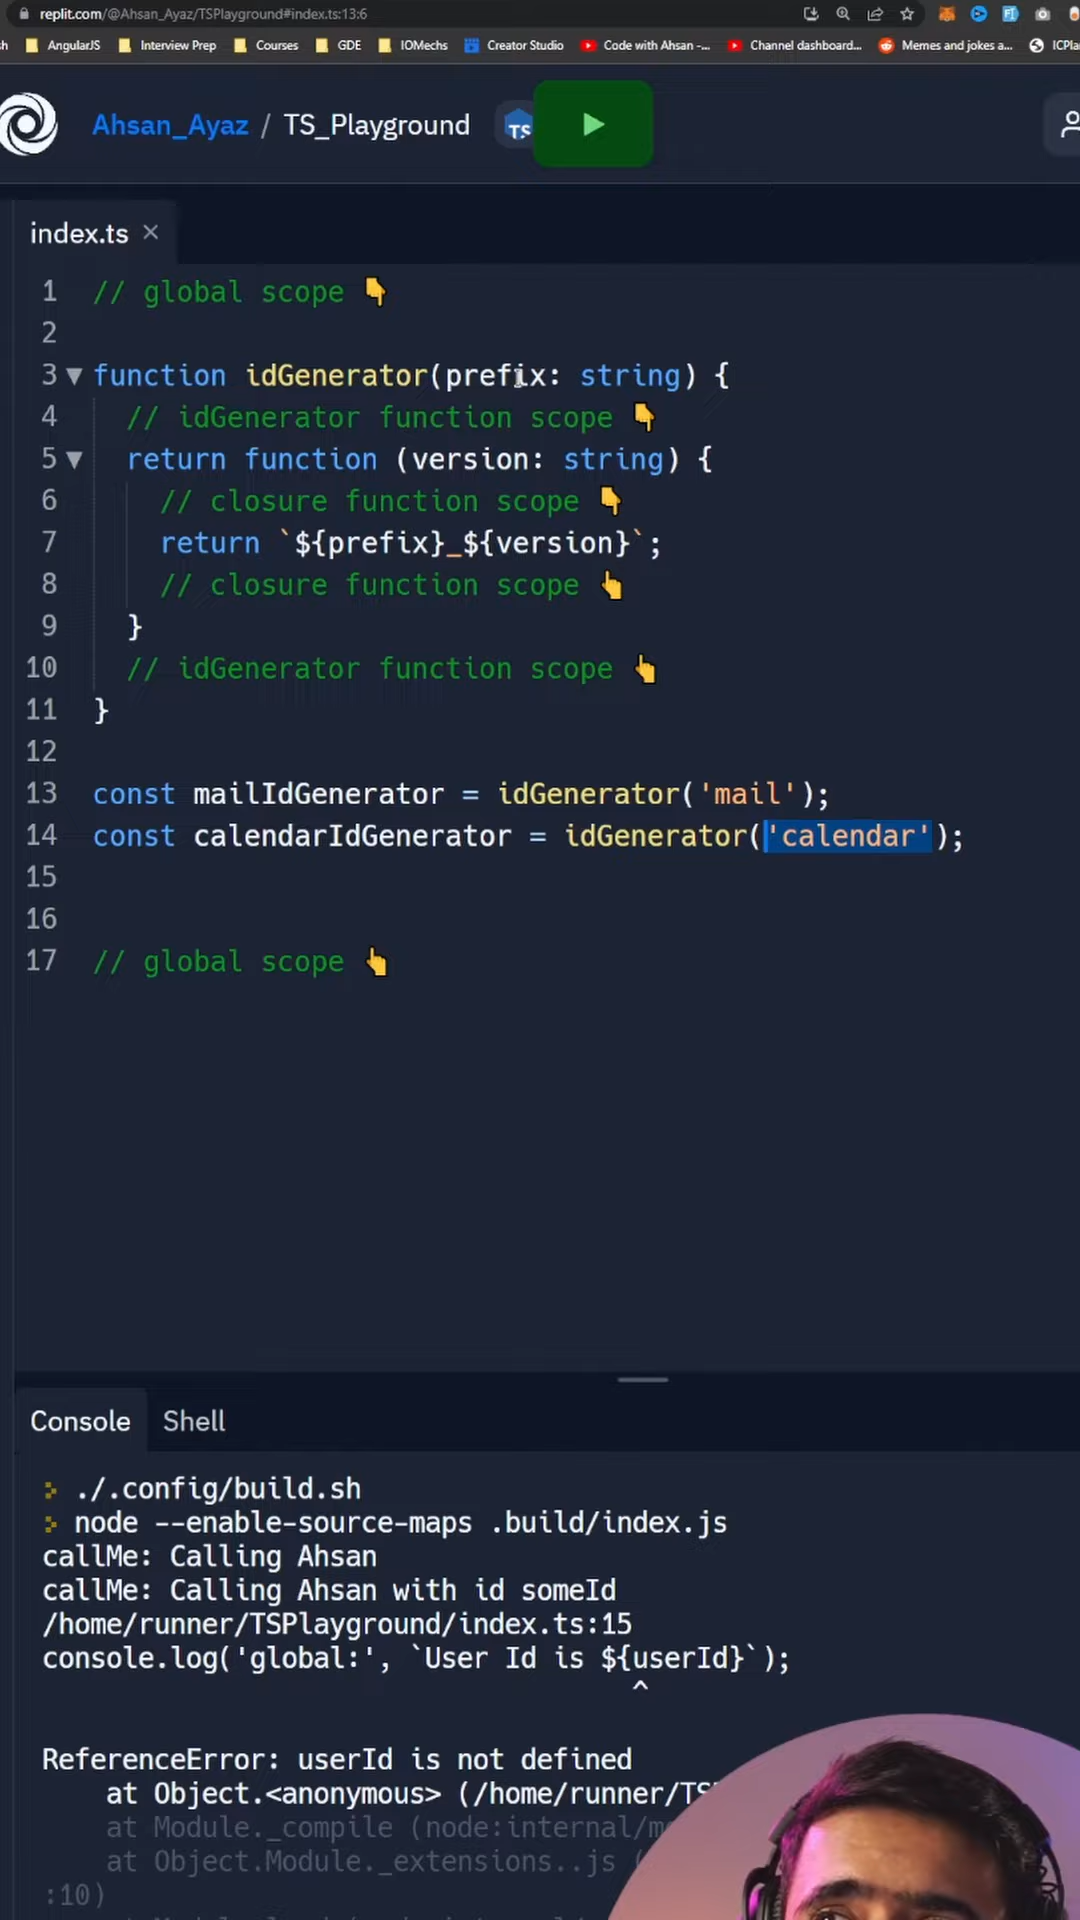 replit.com/@Ahsan_Ayaz/TSPlayground#index.ts:13:6
AngularJS Interview Prep Courses GDE IOMechs Creator Studio Code with Ahsan -... Channel dashboard... Memes and jokes a...
Ahsan_Ayaz / TS_Playground TS
index.ts ×
1 // global scope 👇
2
3 function idGenerator(prefix: string) {
4 // idGenerator function scope 👇
5 return function (version: string) {
6 // closure function scope 👇
7 return `${prefix}_${version}`;
8 // closure function scope 👆
9 }
10 // idGenerator function scope 👆
11 }
12
13 const mailIdGenerator = idGenerator('mail');
14 const calendarIdGenerator = idGenerator('calendar');
15
16
17 // global scope 👆
Console Shell
> ./.config/build.sh
> node --enable-source-maps .build/index.js
callMe: Calling Ahsan
callMe: Calling Ahsan with id someId
/home/runner/TSPlayground/index.ts:15
console.log('global:', `User Id is ${userId}`);
^
ReferenceError: userId is not defined
at Object.<anonymous> (/home/runner/TS
at Module._compile (node:internal/m
at Object.Module._extensions..js (
:10)